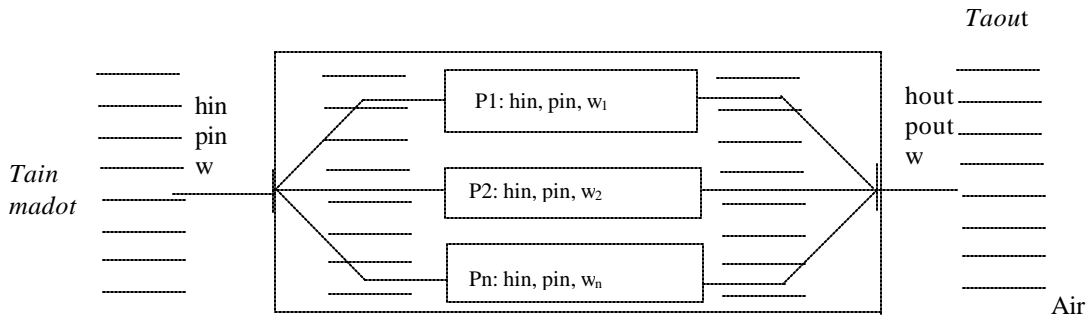 Taout
hin
pin
w
Tain
madot
P1: hin, pin, w₁
P2: hin, pin, w₂
Pn: hin, pin, wₙ
hout
pout
w
Air